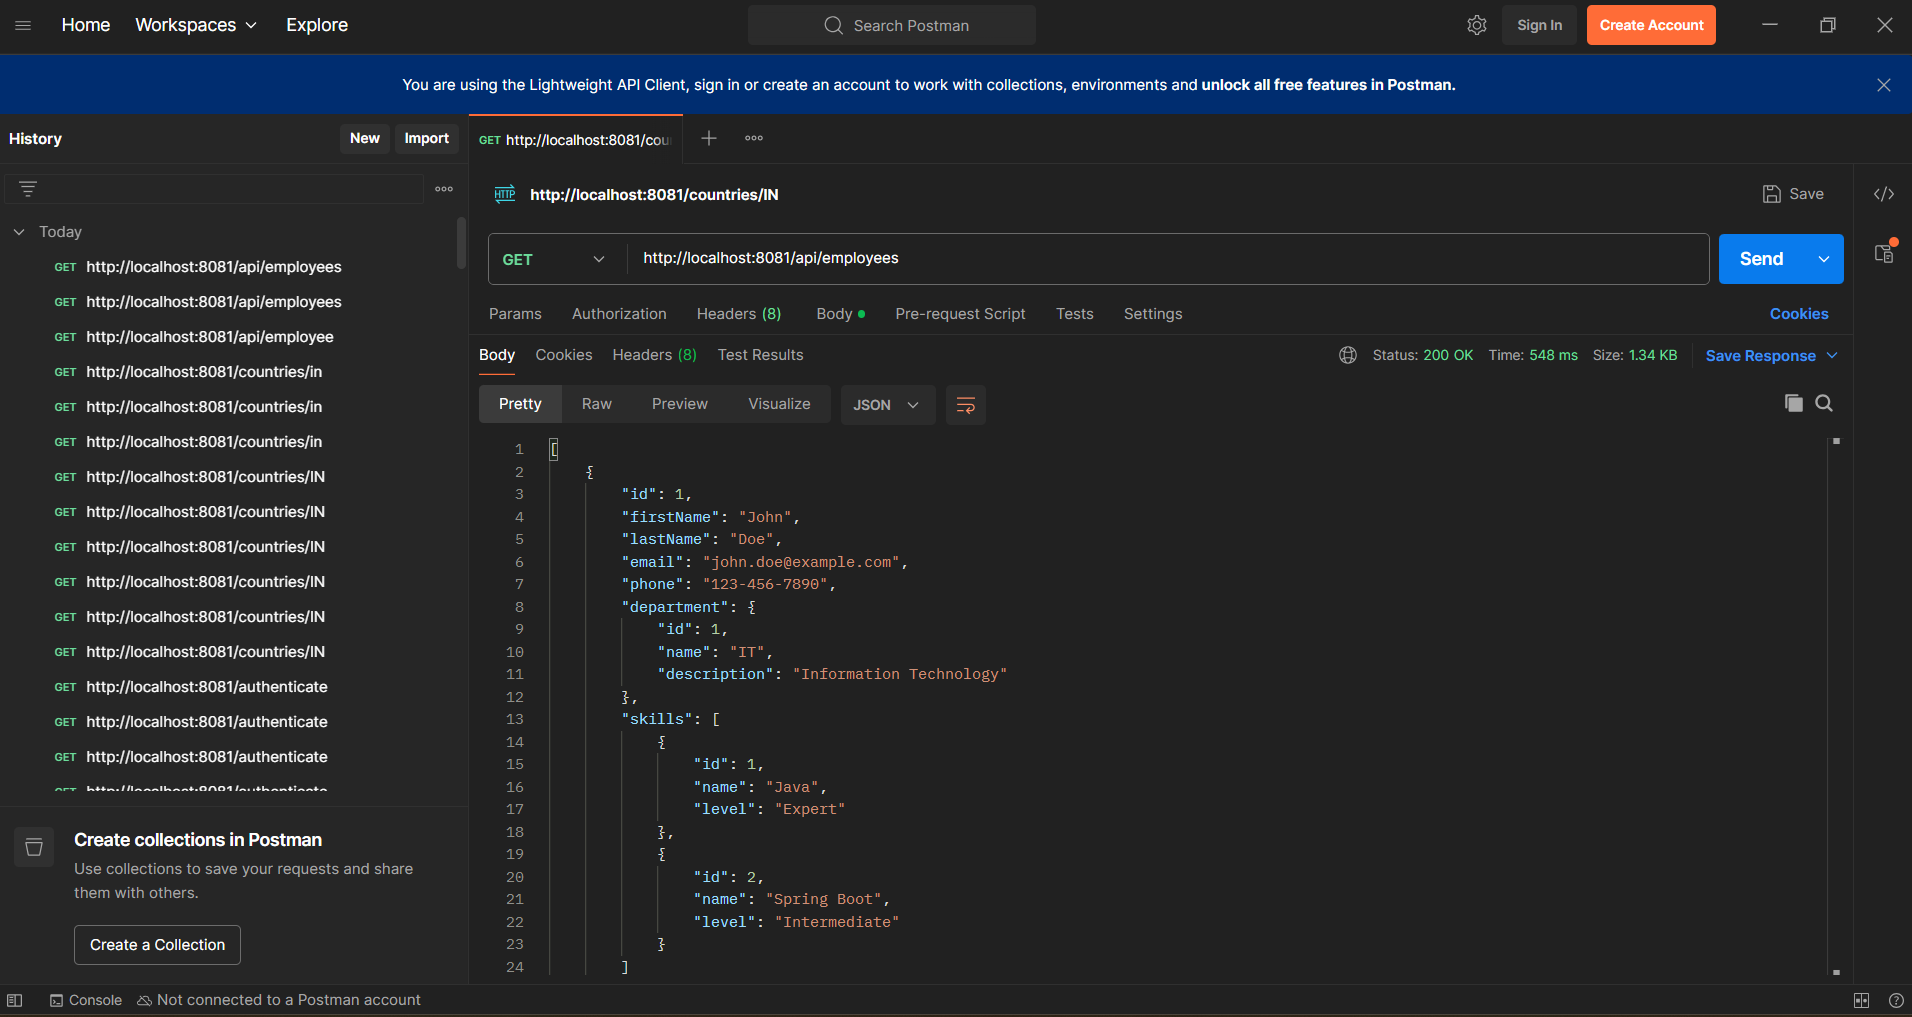 Home Workspaces Explore Search Postman Sign In Create Account
You are using the Lightweight API Client, sign in or create an account to work with collections, environments and unlock all free features in Postman.
History New Import
Today
GET http://localhost:8081/api/employees
GET http://localhost:8081/api/employees
GET http://localhost:8081/api/employee
GET http://localhost:8081/countries/in
GET http://localhost:8081/countries/in
GET http://localhost:8081/countries/in
GET http://localhost:8081/countries/IN
GET http://localhost:8081/countries/IN
GET http://localhost:8081/countries/IN
GET http://localhost:8081/countries/IN
GET http://localhost:8081/countries/IN
GET http://localhost:8081/countries/IN
GET http://localhost:8081/authenticate
GET http://localhost:8081/authenticate
GET http://localhost:8081/authenticate
GET http://localhost:8081/authenticate
Create collections in Postman
Use collections to save your requests and share
them with others.
Create a Collection
GET http://localhost:8081/cou
HTTP http://localhost:8081/countries/IN Save </>
GET http://localhost:8081/api/employees Send
Params Authorization Headers (8) Body Pre-request Script Tests Settings Cookies
Body Cookies Headers (8) Test Results Status: 200 OK Time: 548 ms Size: 1.34 KB Save Response
Pretty Raw Preview Visualize JSON
1 [
2 {
3 "id": 1,
4 "firstName": "John",
5 "lastName": "Doe",
6 "email": "john.doe@example.com",
7 "phone": "123-456-7890",
8 "department": {
9 "id": 1,
10 "name": "IT",
11 "description": "Information Technology"
12 },
13 "skills": [
14 {
15 "id": 1,
16 "name": "Java",
17 "level": "Expert"
18 },
19 {
20 "id": 2,
21 "name": "Spring Boot",
22 "level": "Intermediate"
23 }
24 ]
Console Not connected to a Postman account